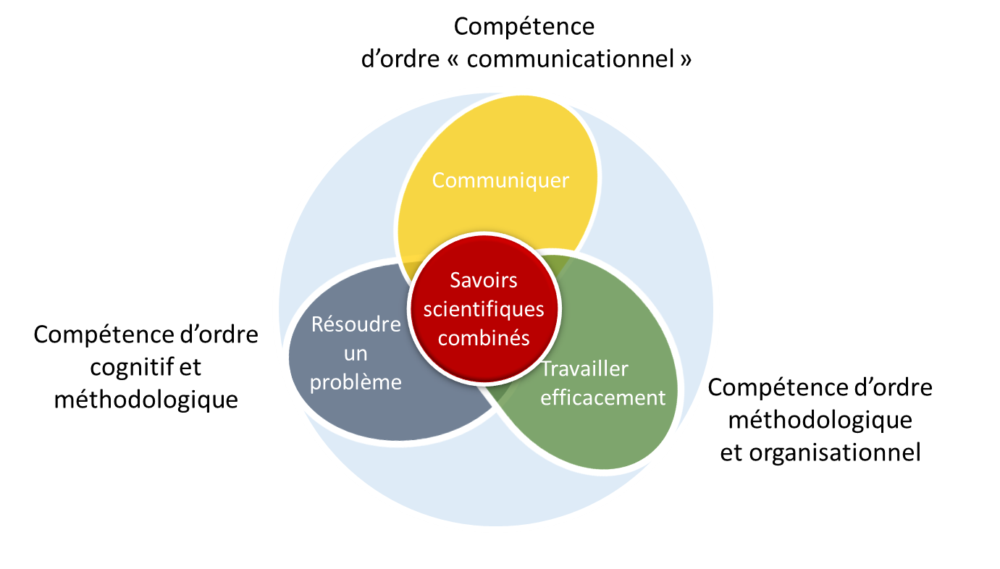 Compétence
d’ordre « communicationnel »
Communiquer
Savoirs
scientifiques
combinés
Résoudre
un
problème
Compétence d’ordre
cognitif et
méthodologique
Travailler
efficacement
Compétence d’ordre
méthodologique
et organisationnel